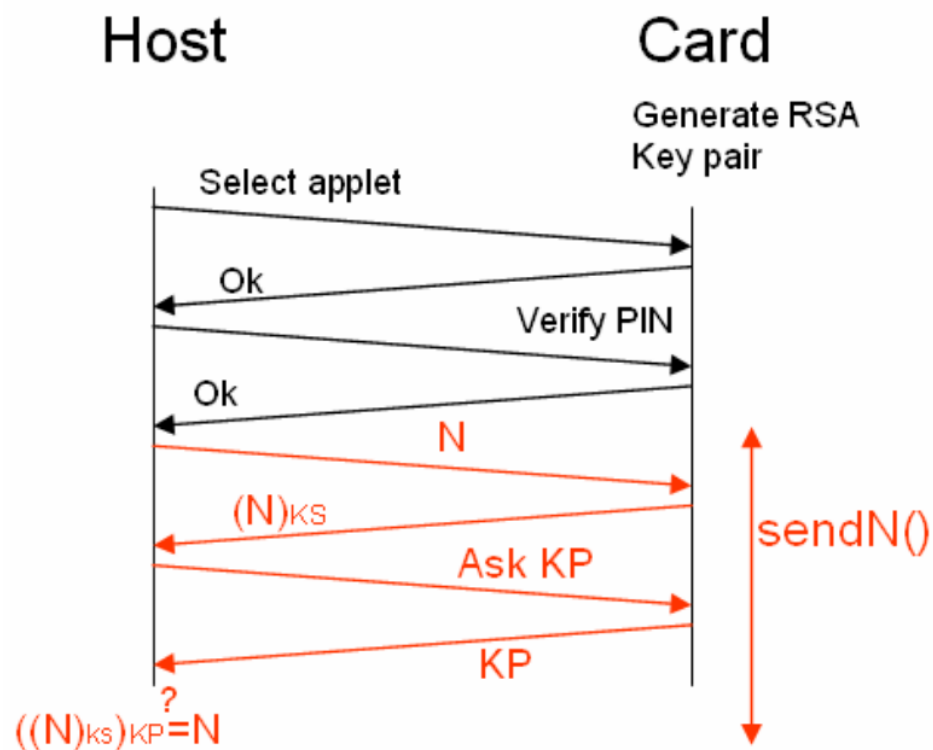 Host
Card
Generate RSA
Key pair
Select applet
Ok
Verify PIN
Ok
N
(N)KS
sendN()
Ask KP
KP
((N)ks)KP?=N